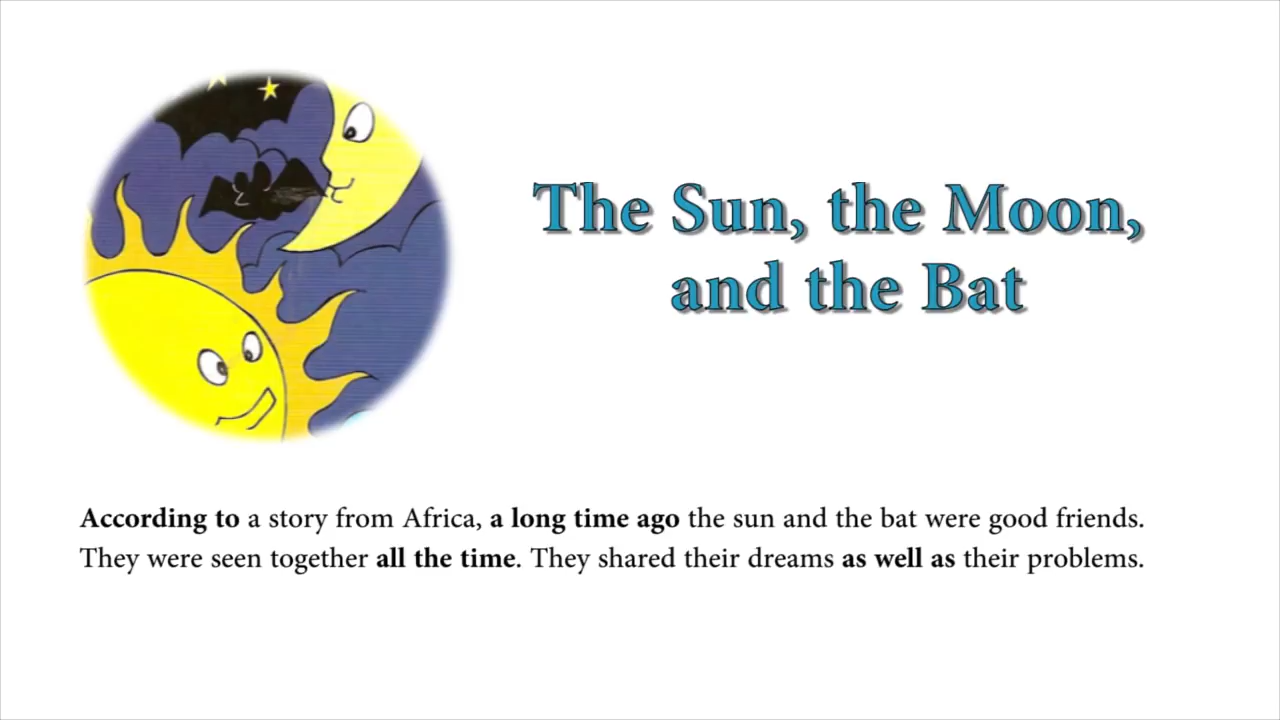 The Sun, the Moon,
and the Bat
According to a story from Africa, a long time ago the sun and the bat were good friends.
They were seen together all the time. They shared their dreams as well as their problems.